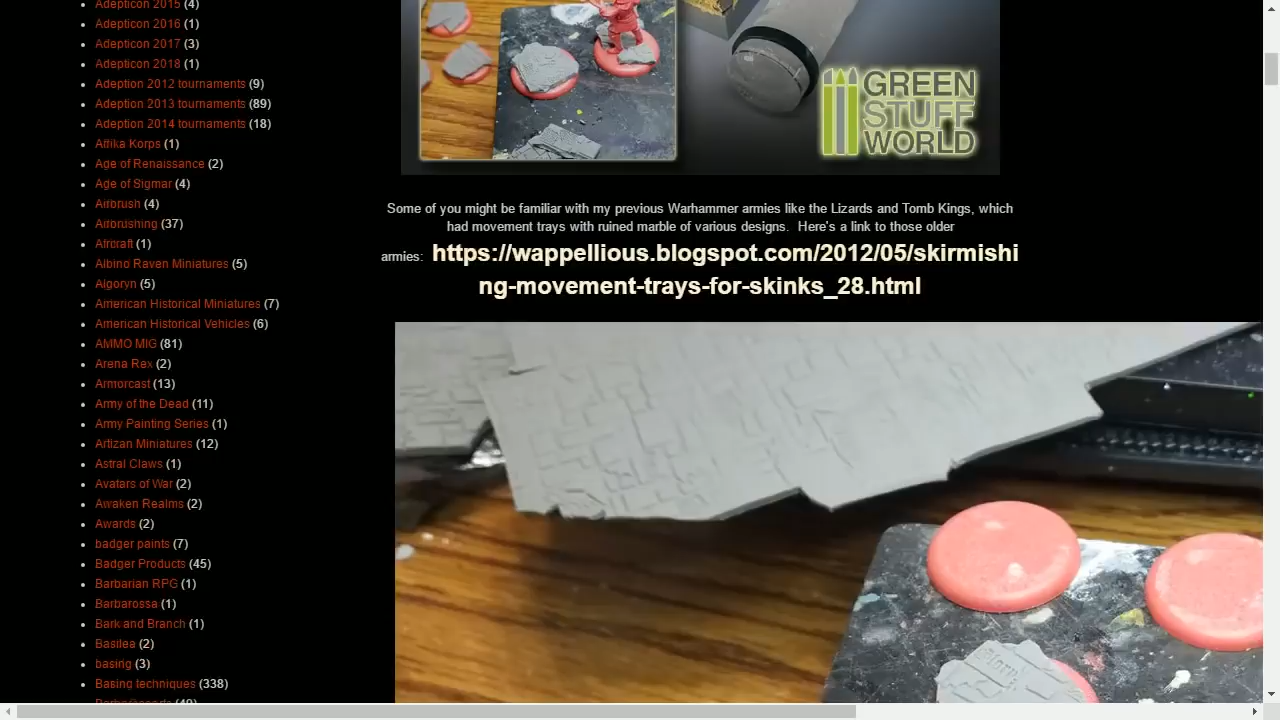 Adepticon 2015 (4)
Adepticon 2016 (1)
Adepticon 2017 (3)
Adepticon 2018 (1)
Adeption 2012 tournaments (9)
Adeption 2013 tournaments (89)
Adeption 2014 tournaments (18)
Afrika Korps (1)
Age of Renaissance (2)
Age of Sigmar (4)
Airbrush (4)
Airbrushing (37)
Aircraft (1)
Albino Raven Miniatures (5)
Algoryn (5)
American Historical Miniatures (7)
American Historical Vehicles (6)
AMMO MIG (81)
Arena Rex (2)
Armorcast (13)
Army of the Dead (11)
Army Painting Series (1)
Artizan Miniatures (12)
Astral Claws (1)
Avatars of War (2)
Awaken Realms (2)
Awards (2)
badger paints (7)
Badger Products (45)
Barbarian RPG (1)
Barbarossa (1)
Bark and Branch (1)
Basilea (2)
basing (3)
Basing techniques (338)
GREEN
STUFF
WORLD
Some of you might be familiar with my previous Warhammer armies like the Lizards and Tomb Kings, which
had movement trays with ruined marble of various designs.  Here's a link to those older
armies:  https://wappellious.blogspot.com/2012/05/skirmishi
ng-movement-trays-for-skinks_28.html